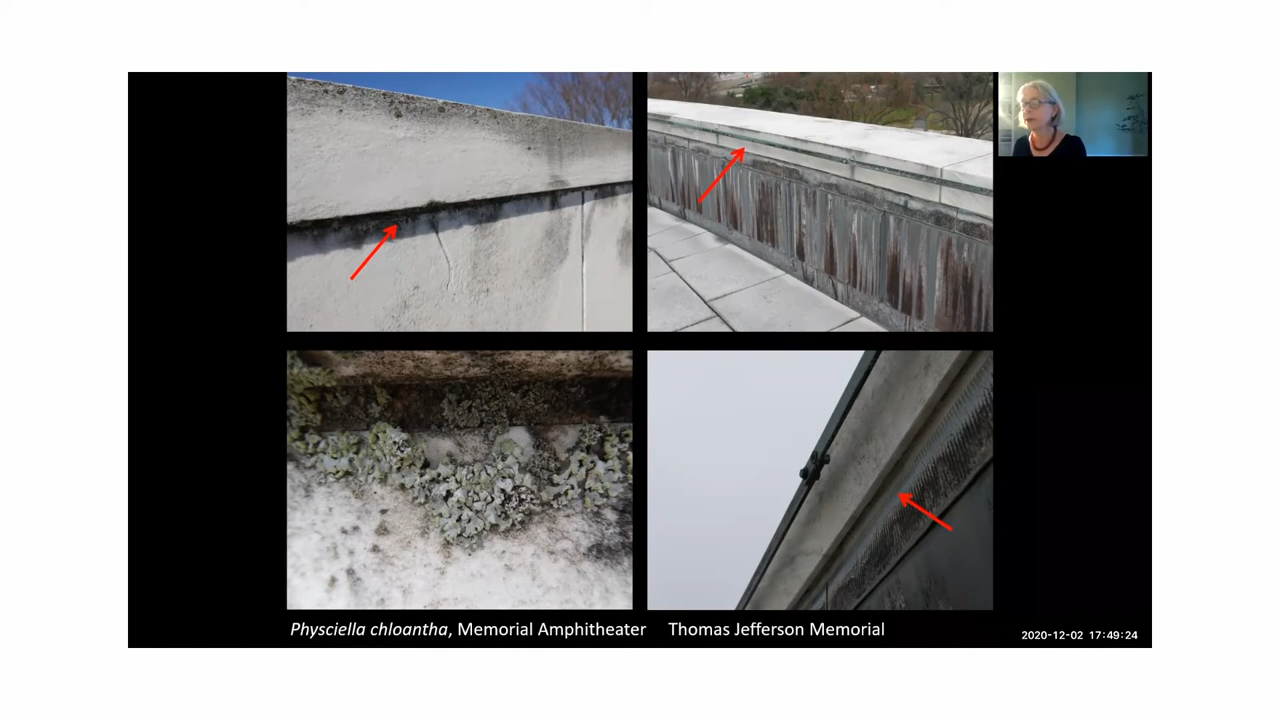 Physciella chloantha, Memorial Amphitheater
Thomas Jefferson Memorial
2020-12-02 17:49:24